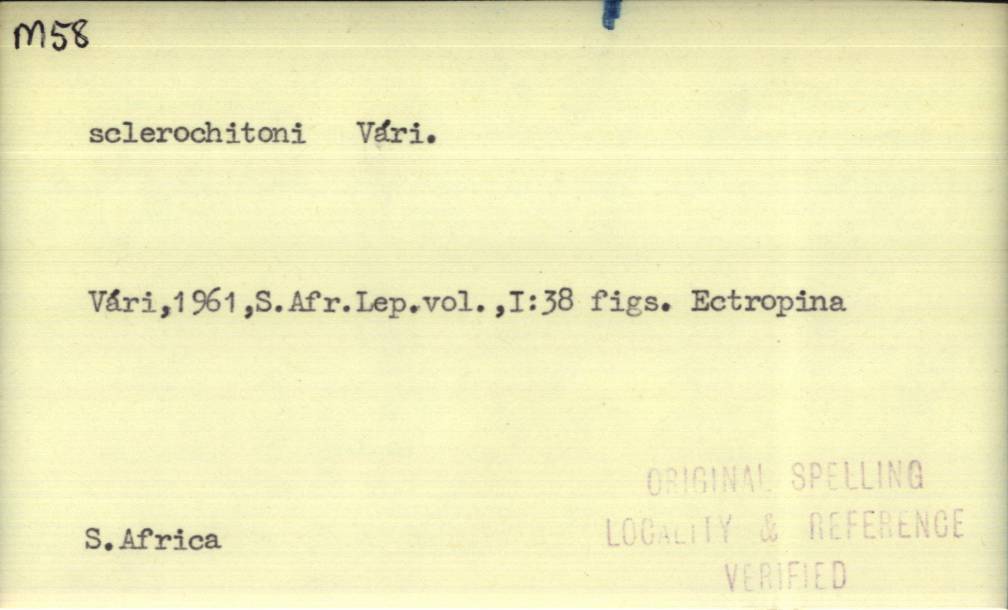 M58
sclerochitoni Vári.
Vári,1961,S.Afr.Lep.vol.,I:38 figs. Ectropina
S.Africa
ORIGINAL SPELLING
LOCALITY & REFERENCE
VERIFIED